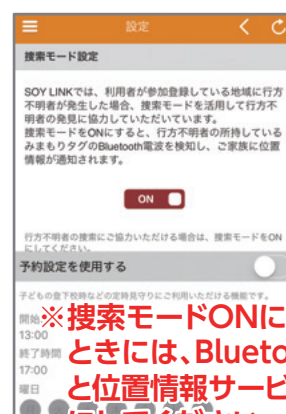 設定
捜索モード設定
SOY LINKでは、利用者が参加登録している地域に行方
不明者が発生した場合、捜索モードを活用して行方不
明者の発見に協力していただいています。
捜索モードをONにすると、行方不明者の所持している
みまもりタグのBluetooth電波を検知し、ご家族に位置
情報が通知されます。
ON
行方不明者の捜索にご協力いただける場合は、捜索モードをON
にしてください。
予約設定を使用する
子どもの登下校時などの定時見守りにご利用いただける機能です。
開始
13:00
終了時間
17:00
曜日
※捜索モードONに
ときには、Blueto
と位置情報サービ